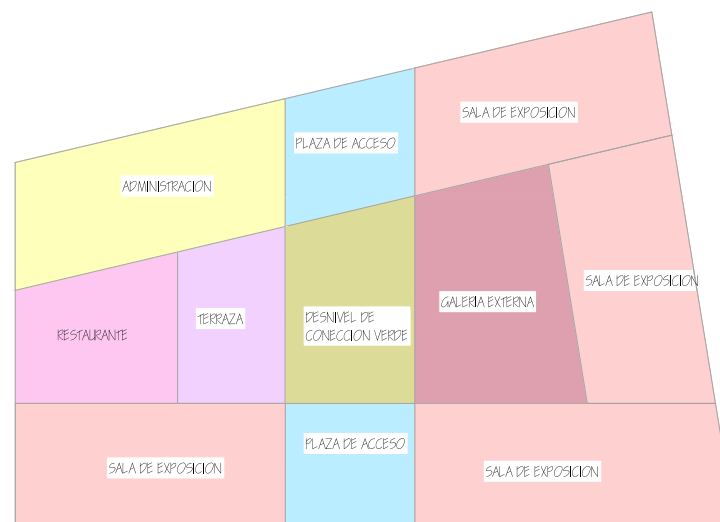 SALA DE EXPOSICION
PLAZA DE ACCESO
ADMINISTRACION
SALA DE EXPOSICION
GALERIA EXTERNA
TERRAZA
DESNIVEL DE
CONECCION VERDE
RESTAURANTE
PLAZA DE ACCESO
SALA DE EXPOSICION
SALA DE EXPOSICION